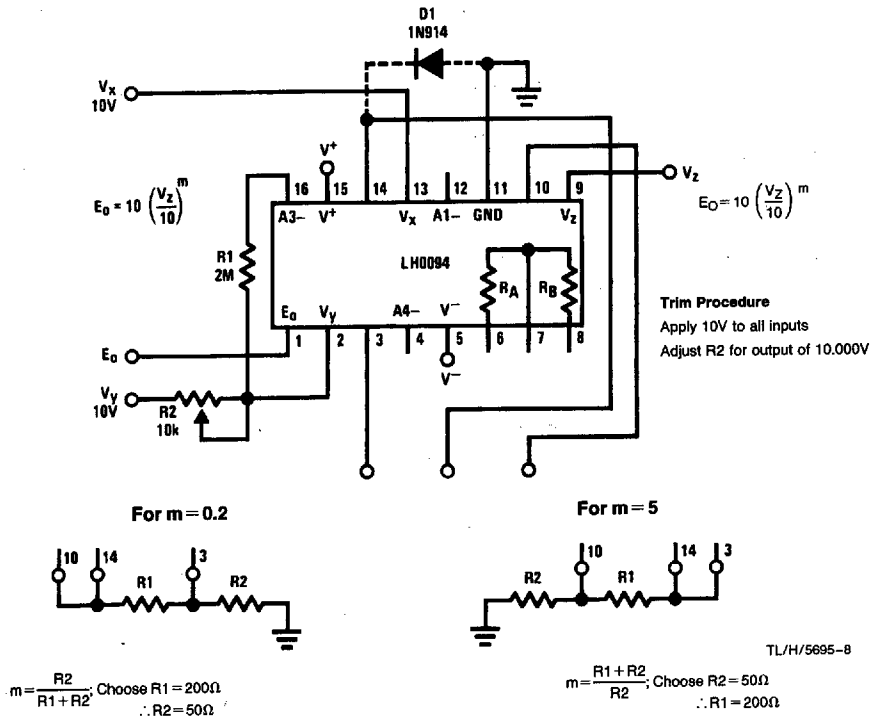 D1
1N914
Vx
10V
V+
16 15 14 13 12 11 10 9
Vz
Eo = 10 (Vz/10)^m
A3– V+ Vx A1– GND Vz
EO = 10 (VZ/10)^m
R1
2M
LH0094
RA RB
Eo Vy A4– V–
Trim Procedure
Apply 10V to all inputs
Adjust R2 for output of 10.000V
1 2 3 4 5 6 7 8
Eo
V–
Vy
10V
R2
10k
For m = 0.2
For m = 5
10 14 3
R1 R2
10 14 3
R2 R1
TL/H/5695–8
m = R2/(R1 + R2); Choose R1 = 200Ω
∴R2 = 50Ω
m = (R1 + R2)/R2; Choose R2 = 50Ω
∴R1 = 200Ω